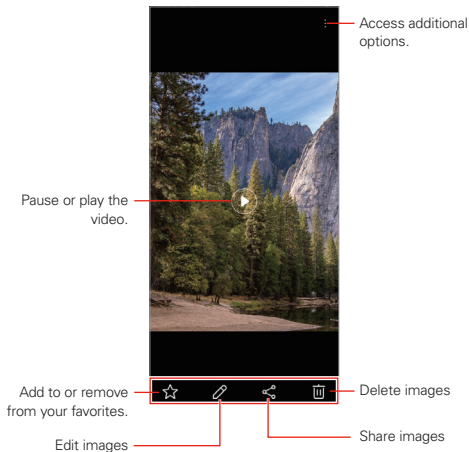 Access additional
options.
Pause or play the
video.
Add to or remove
from your favorites.
Delete images
Edit images
Share images